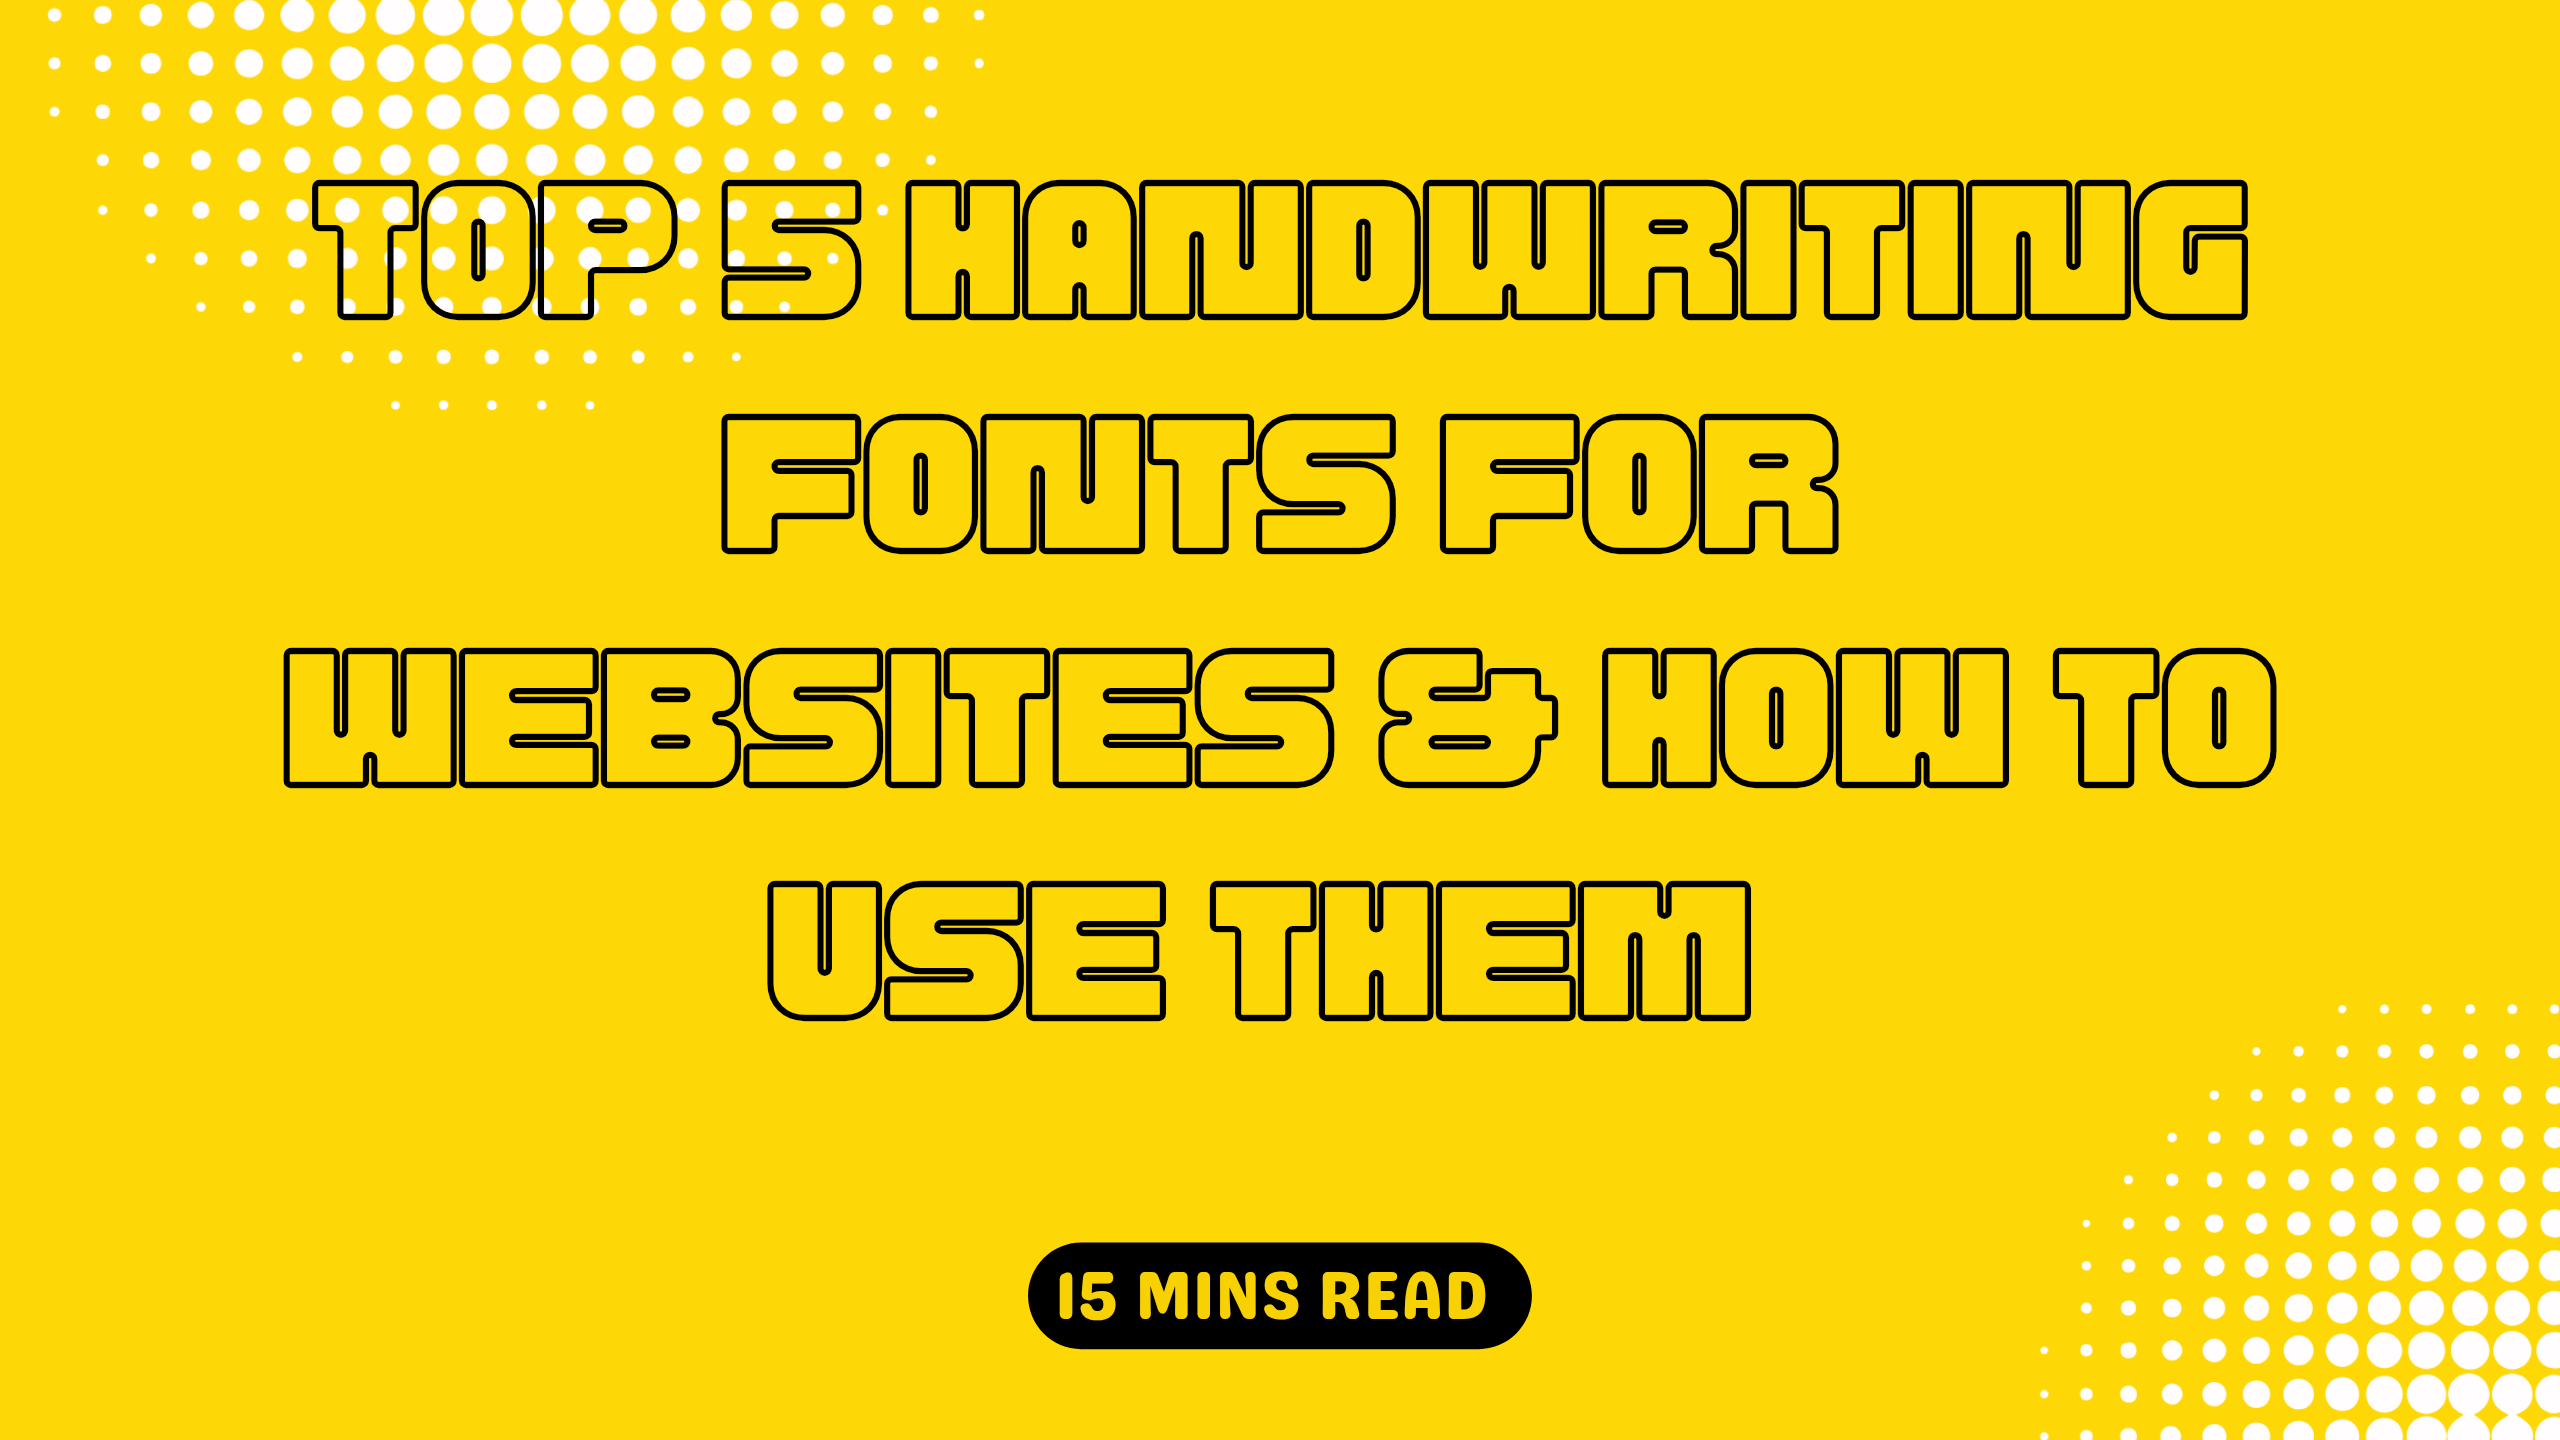 TOP 5 HANDWRITING
FONTS FOR
WEBSITES & HOW TO
USE THEM
15 MINS READ